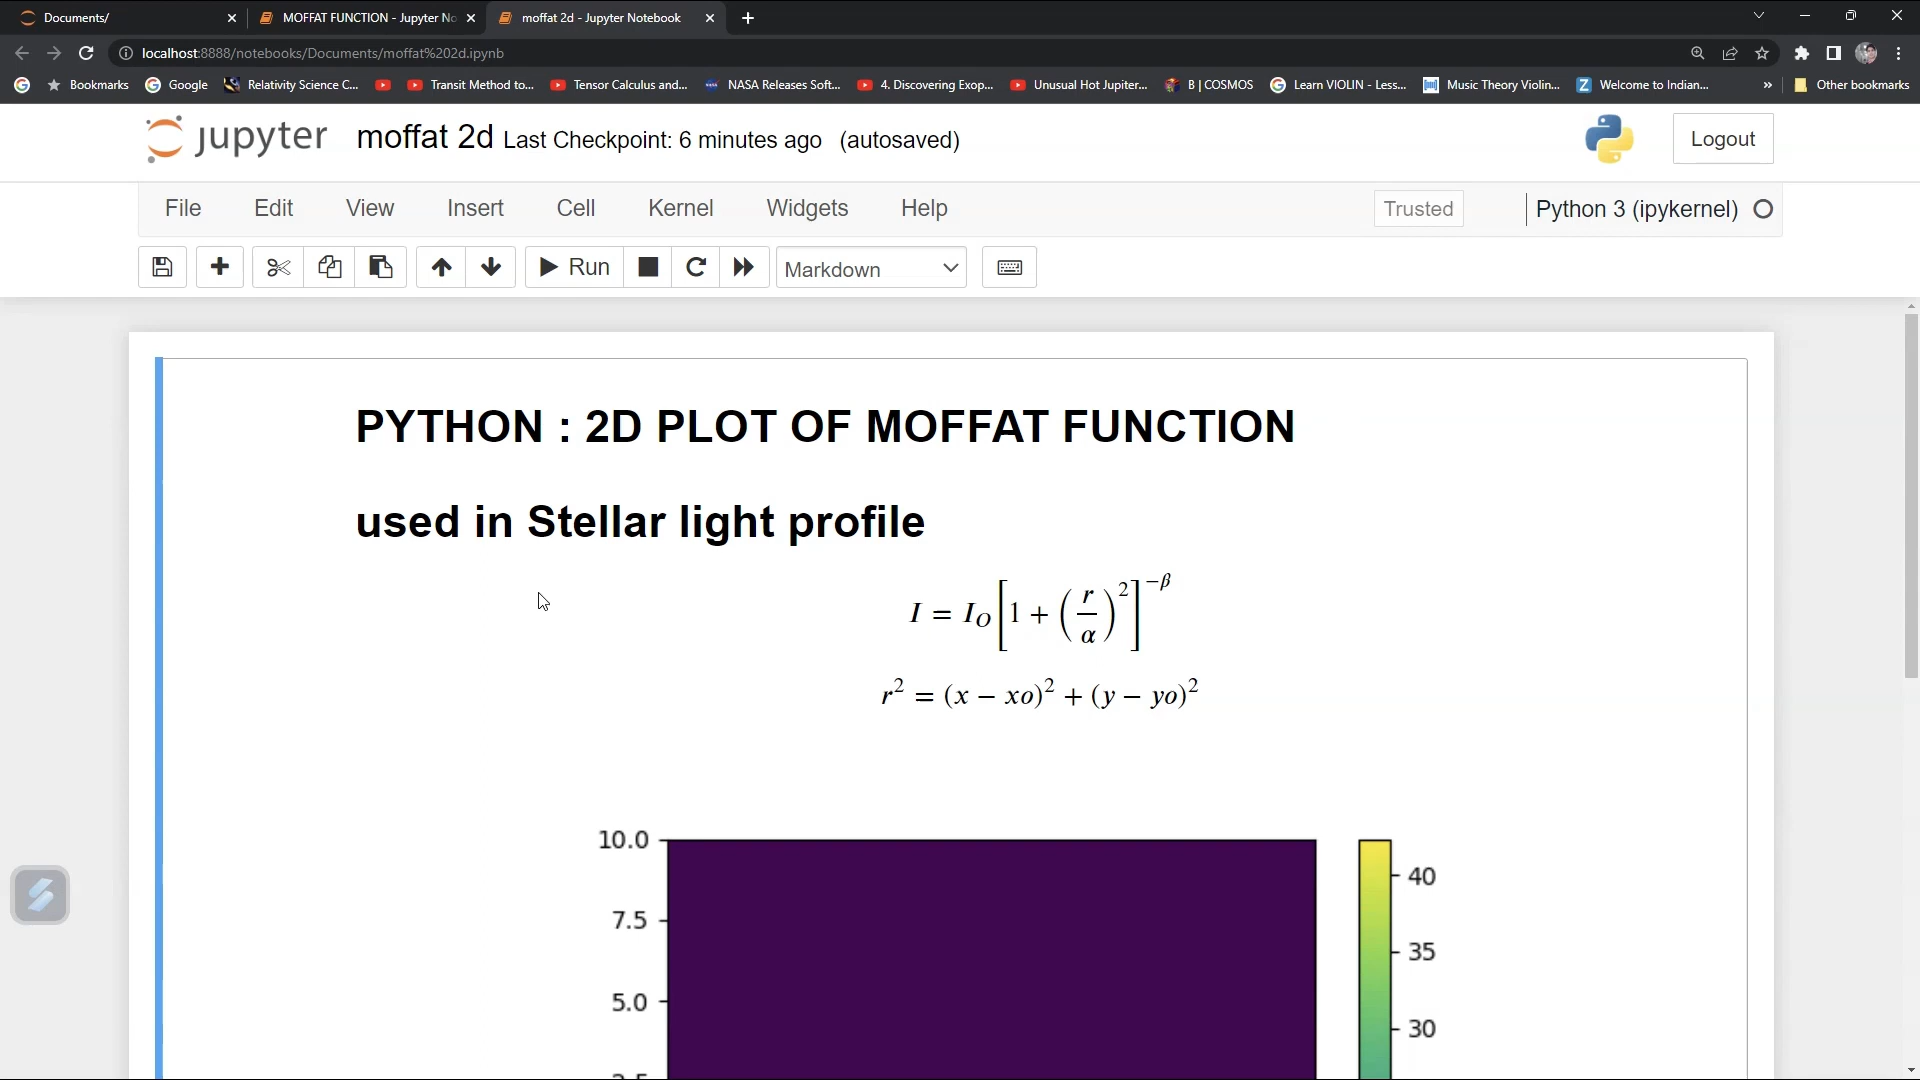 Documents/
MOFFAT FUNCTION - Jupyter No
moffat 2d - Jupyter Notebook
localhost:8888/notebooks/Documents/moffat%202d.ipynb
Bookmarks
Google
Relativity Science C...
Transit Method to...
Tensor Calculus and...
NASA Releases Soft...
4. Discovering Exop...
Unusual Hot Jupiter...
B | COSMOS
Learn VIOLIN - Less...
Music Theory Violin...
Welcome to Indian...
»
Other bookmarks
jupyter moffat 2d Last Checkpoint: 6 minutes ago (autosaved)
Logout
File Edit View Insert Cell Kernel Widgets Help
Trusted
Python 3 (ipykernel)
Run
Markdown
PYTHON : 2D PLOT OF MOFFAT FUNCTION
used in Stellar light profile
I = I_O [1 + (r/α)^2]^{-β}
r^2 = (x − xo)^2 + (y − yo)^2
10.0
40
7.5
35
5.0
30